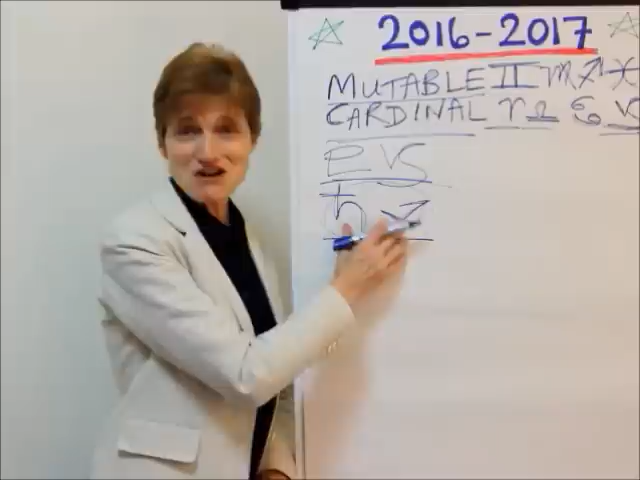 2016-2017
MUTABLE ♊ ♍ ♐ ♓
CARDINAL ♈ ♎ ♋ ♑
♇ ♑
♄ ♐